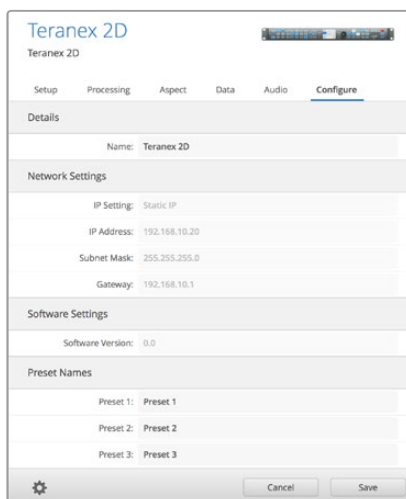 Teranex 2D
Teranex 2D
Setup Processing Aspect Data Audio Configure
Details
Name: Teranex 2D
Network Settings
IP Setting: Static IP
IP Address: 192.168.10.20
Subnet Mask: 255.255.255.0
Gateway: 192.168.10.1
Software Settings
Software Version: 0.0
Preset Names
Preset 1: Preset 1
Preset 2: Preset 2
Preset 3: Preset 3
Cancel Save